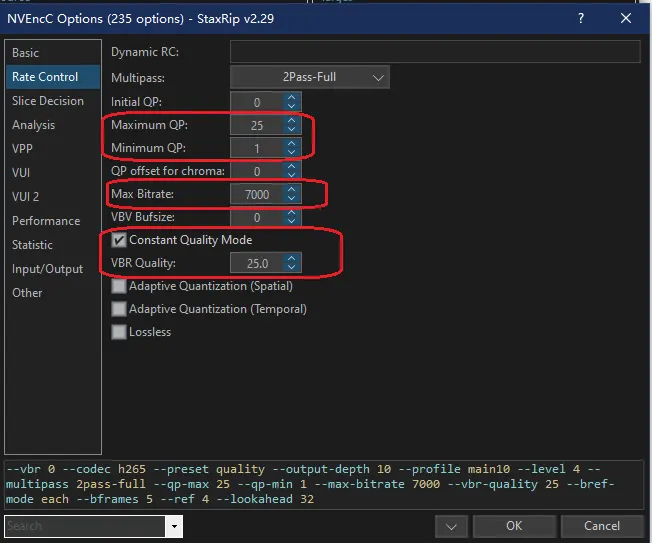 NVEncC Options (235 options) - StaxRip v2.29
Basic
Rate Control
Slice Decision
Analysis
VPP
VUI
VUI 2
Performance
Statistic
Input/Output
Other
Dynamic RC:
Multipass: 2Pass-Full
Initial QP: 0
Maximum QP: 25
Minimum QP: 1
QP offset for chroma: 0
Max Bitrate: 7000
VBV Bufsize: 0
Constant Quality Mode
VBR Quality: 25.0
Adaptive Quantization (Spatial)
Adaptive Quantization (Temporal)
Lossless
--vbr 0 --codec h265 --preset quality --output-depth 10 --profile main10 --level 4 --
multipass 2pass-full --qp-max 25 --qp-min 1 --max-bitrate 7000 --vbr-quality 25 --bref-
mode each --bframes 5 --ref 4 --lookahead 32
Search
OK
Cancel